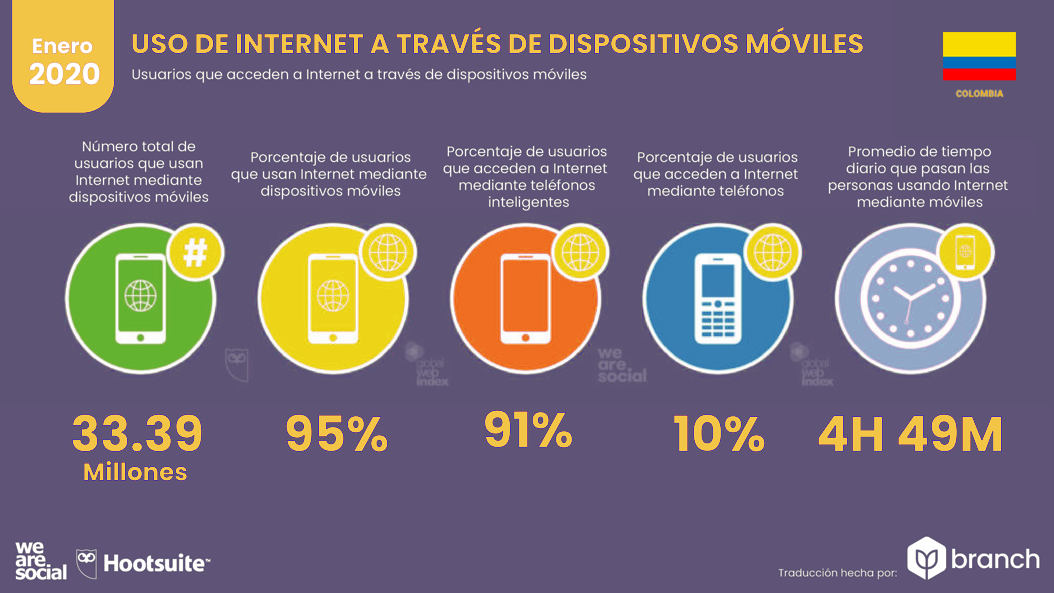 Enero
2020
USO DE INTERNET A TRAVÉS DE DISPOSITIVOS MÓVILES
Usuarios que acceden a Internet a través de dispositivos móviles
COLOMBIA
Número total de
usuarios que usan
Internet mediante
dispositivos móviles
#
33.39
Millones
Porcentaje de usuarios
que usan Internet mediante
dispositivos móviles
95%
Porcentaje de usuarios
que acceden a Internet
mediante teléfonos
inteligentes
91%
Porcentaje de usuarios
que acceden a Internet
mediante teléfonos
10%
Promedio de tiempo
diario que pasan las
personas usando Internet
mediante móviles
4H 49M
global
web
index
we
are.
social
global
web
index
we
are.
social
Hootsuite™
Traducción hecha por:
branch